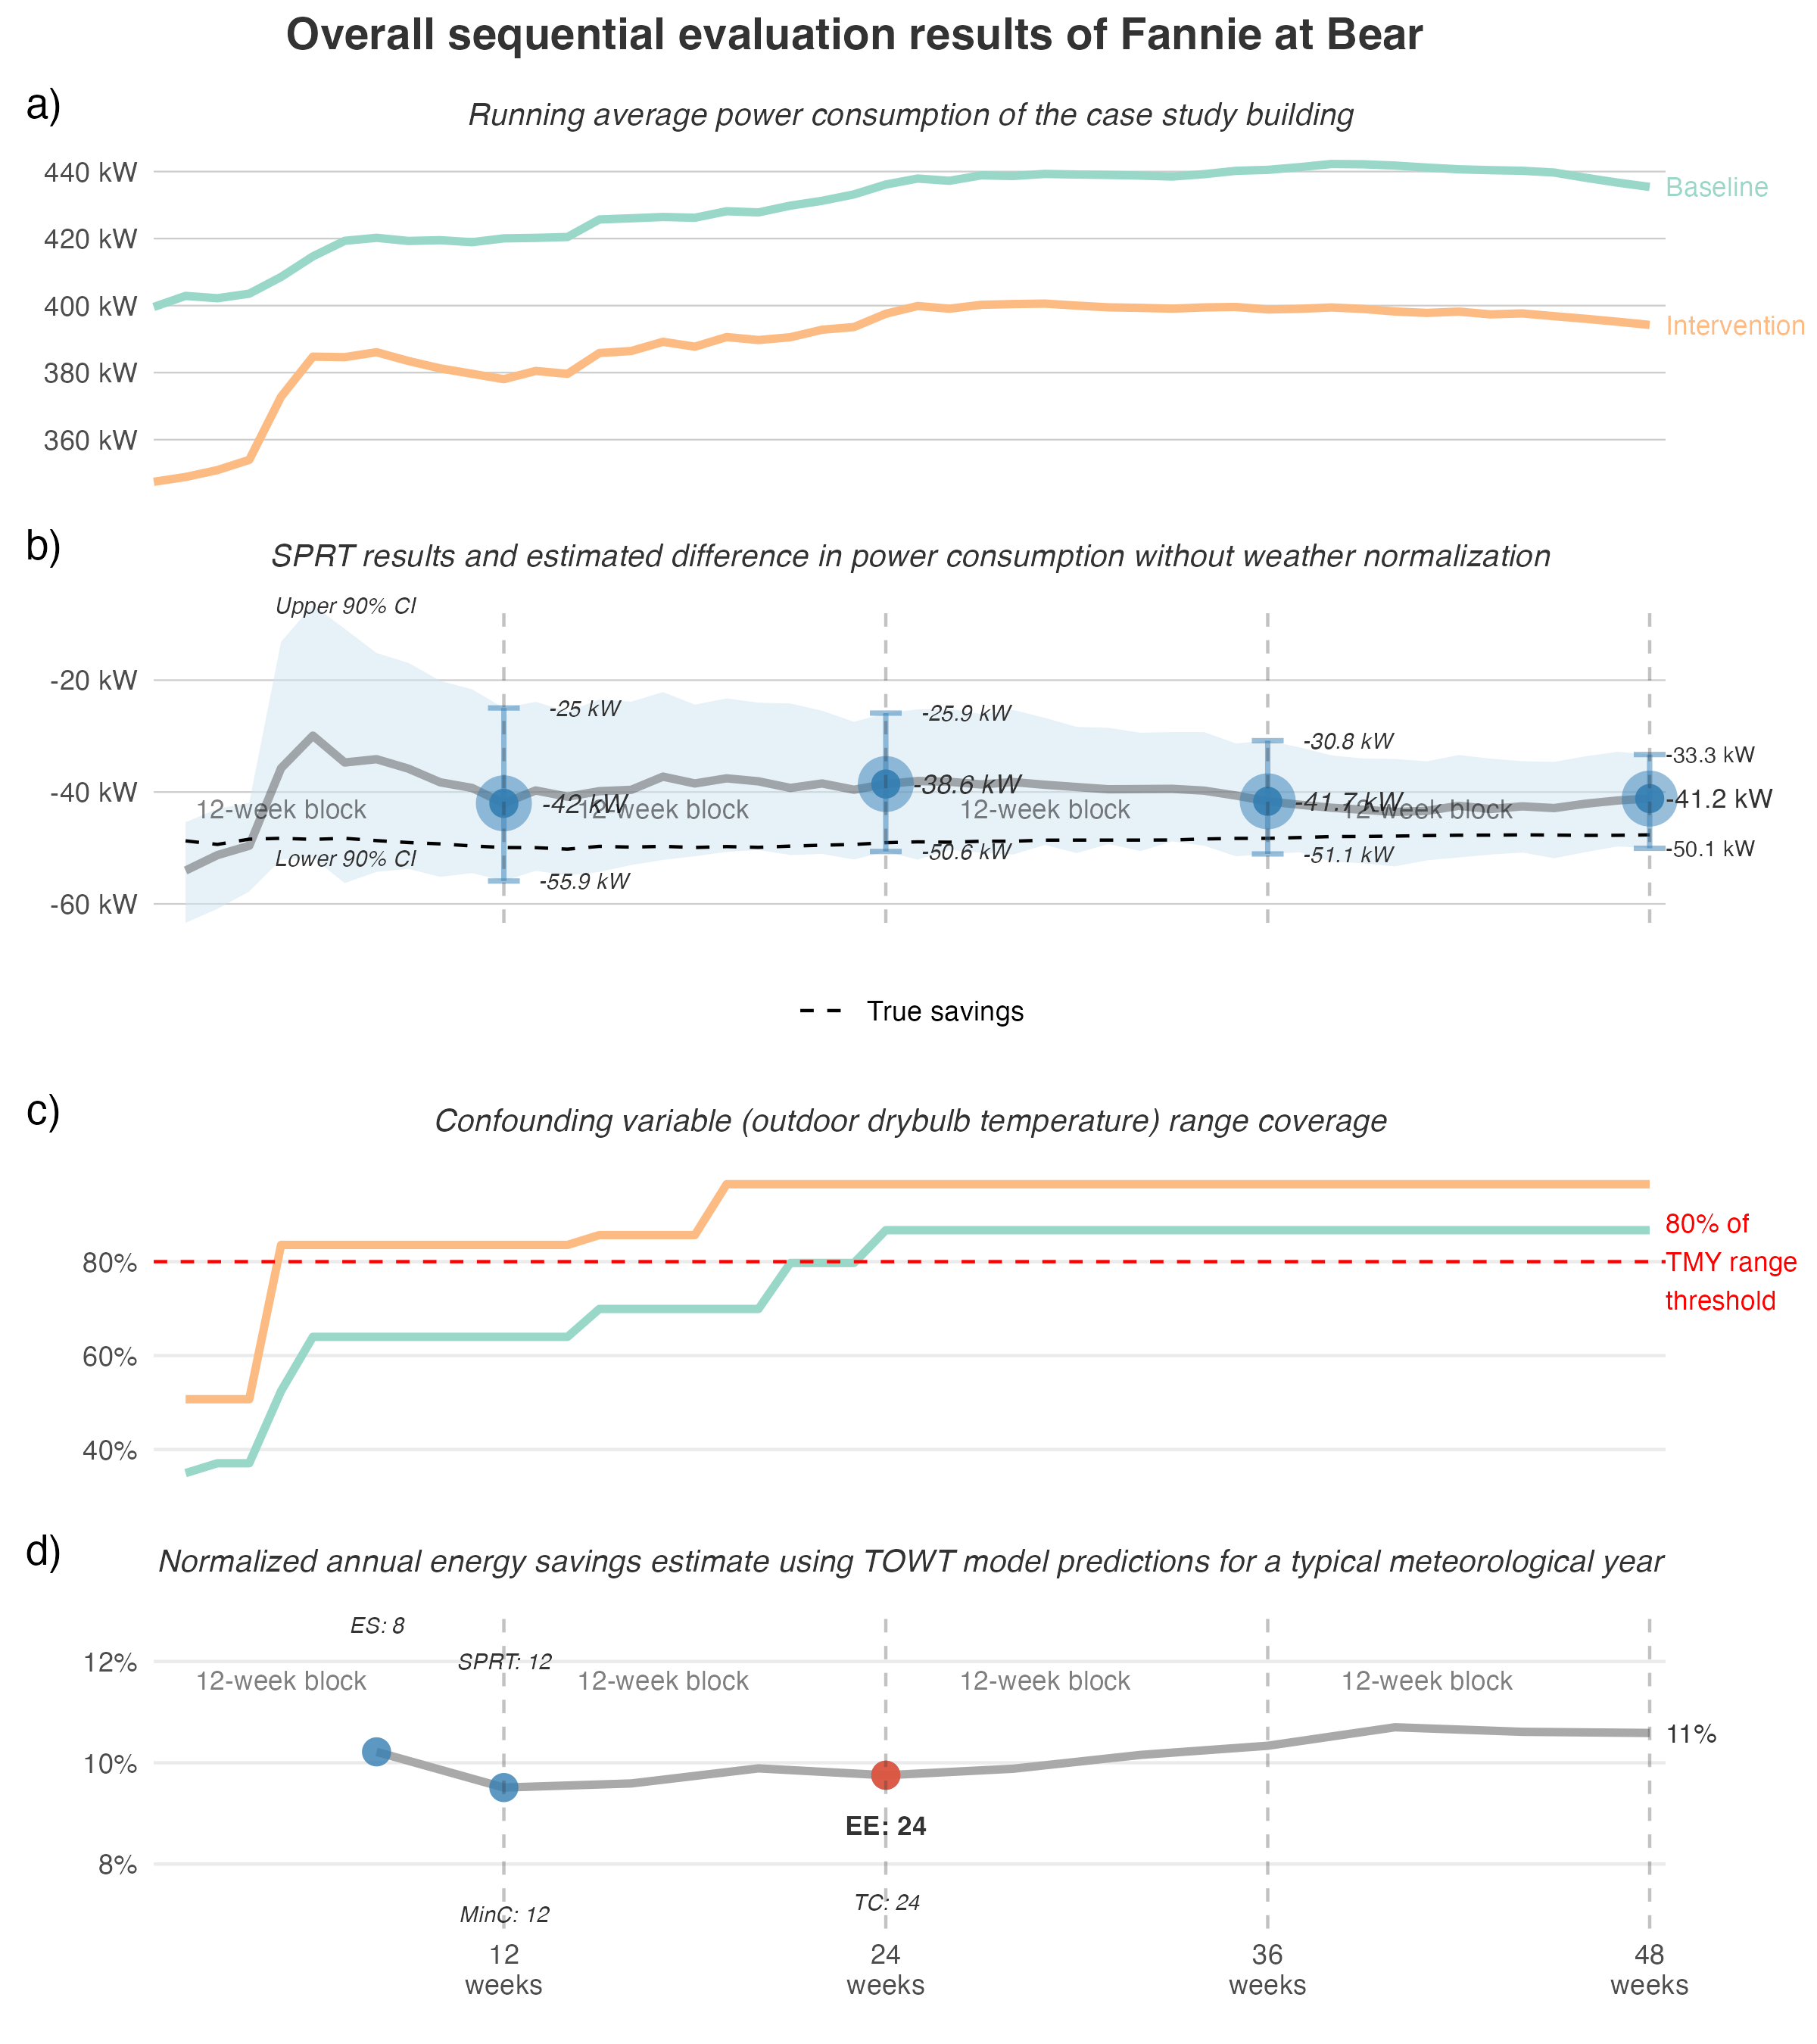 Overall sequential evaluation results of Fannie at Bear
a)
Running average power consumption of the case study building
440 kW
420 kW
400 kW
380 kW
360 kW
Baseline
Intervention
b)
SPRT results and estimated difference in power consumption without weather normalization
Upper 90% CI
-20 kW
-40 kW
-60 kW
-25 kW
-25.9 kW
-30.8 kW
-33.3 kW
-42 kW
-38.6 kW
-41.7 kW
-41.2 kW
12-week block
12-week block
12-week block
12-week block
Lower 90% CI
-55.9 kW
-50.6 kW
-51.1 kW
-50.1 kW
True savings
c)
Confounding variable (outdoor drybulb temperature) range coverage
80%
60%
40%
80% of
TMY range
threshold
d)
Normalized annual energy savings estimate using TOWT model predictions for a typical meteorological year
ES: 8
SPRT: 12
12%
10%
8%
12-week block
12-week block
12-week block
12-week block
11%
EE: 24
TC: 24
MinC: 12
12
weeks
24
weeks
36
weeks
48
weeks